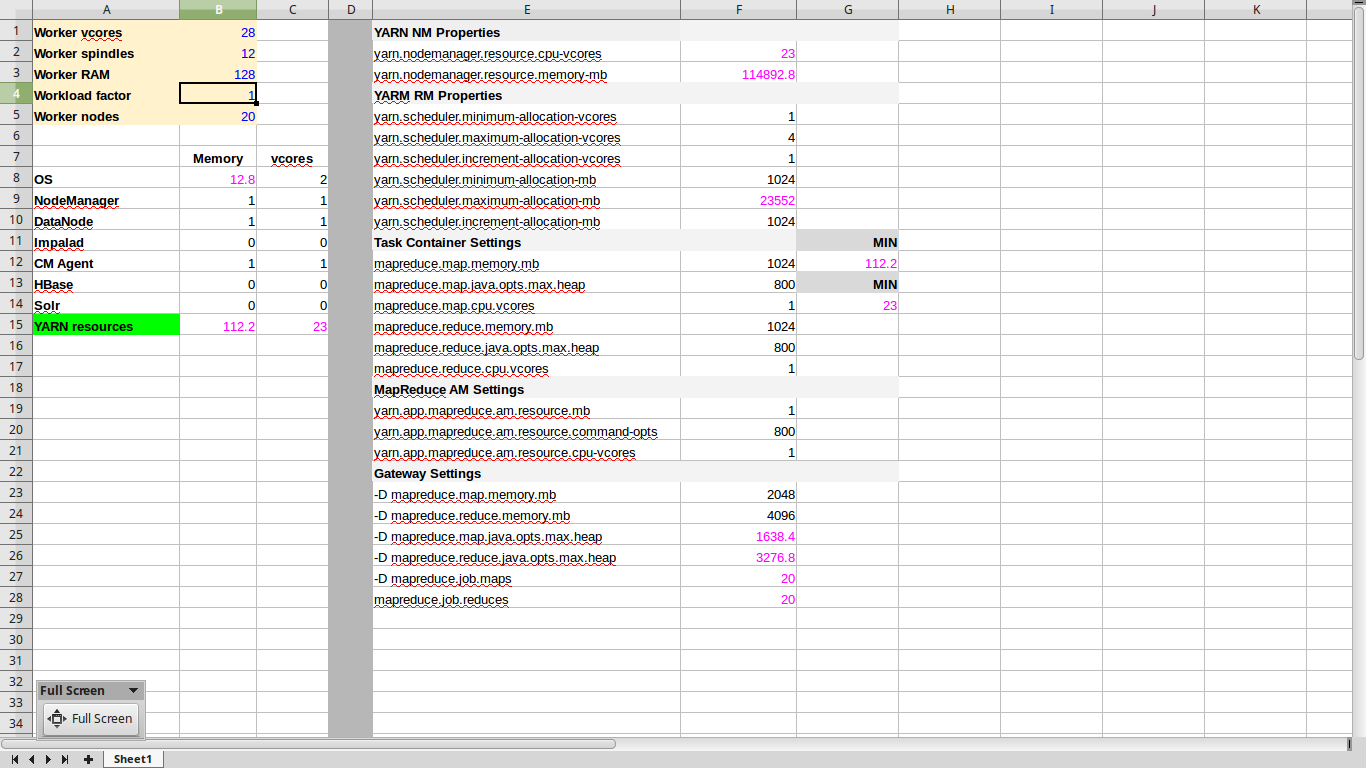 A B C D E F G H I J K
1 Worker vcores 28 YARN NM Properties
2 Worker spindles 12 yarn.nodemanager.resource.cpu-vcores 23
3 Worker RAM 128 yarn.nodemanager.resource.memory-mb 114892.8
4 Workload factor 1 YARM RM Properties
5 Worker nodes 20 yarn.scheduler.minimum-allocation-vcores 1
6 yarn.scheduler.maximum-allocation-vcores 4
7 Memory vcores yarn.scheduler.increment-allocation-vcores 1
8 OS 12.8 2 yarn.scheduler.minimum-allocation-mb 1024
9 NodeManager 1 1 yarn.scheduler.maximum-allocation-mb 23552
10 DataNode 1 1 yarn.scheduler.increment-allocation-mb 1024
11 Impalad 0 0 Task Container Settings MIN
12 CM Agent 1 1 mapreduce.map.memory.mb 1024 112.2
13 HBase 0 0 mapreduce.map.java.opts.max.heap 800 MIN
14 Solr 0 0 mapreduce.map.cpu.vcores 1 23
15 YARN resources 112.2 23 mapreduce.reduce.memory.mb 1024
16 mapreduce.reduce.java.opts.max.heap 800
17 mapreduce.reduce.cpu.vcores 1
18 MapReduce AM Settings
19 yarn.app.mapreduce.am.resource.mb 1
20 yarn.app.mapreduce.am.resource.command-opts 800
21 yarn.app.mapreduce.am.resource.cpu-vcores 1
22 Gateway Settings
23 -D mapreduce.map.memory.mb 2048
24 -D mapreduce.reduce.memory.mb 4096
25 -D mapreduce.map.java.opts.max.heap 1638.4
26 -D mapreduce.reduce.java.opts.max.heap 3276.8
27 -D mapreduce.job.maps 20
28 mapreduce.job.reduces 20
29
30
31
32 Full Screen
33 Full Screen
34
Sheet1